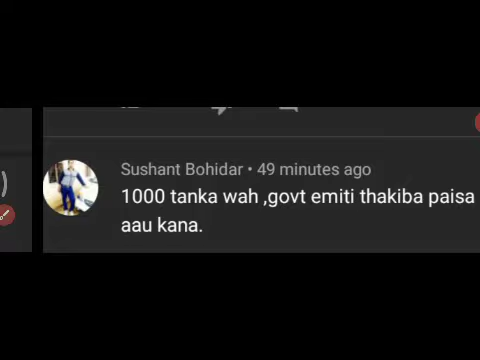 Sushant Bohidar • 49 minutes ago
1000 tanka wah ,govt emiti thakiba paisa
aau kana.